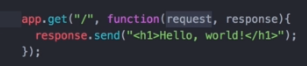 app.get("/", function(request, response){
response.send("<h1>Hello, world!</h1>");
});